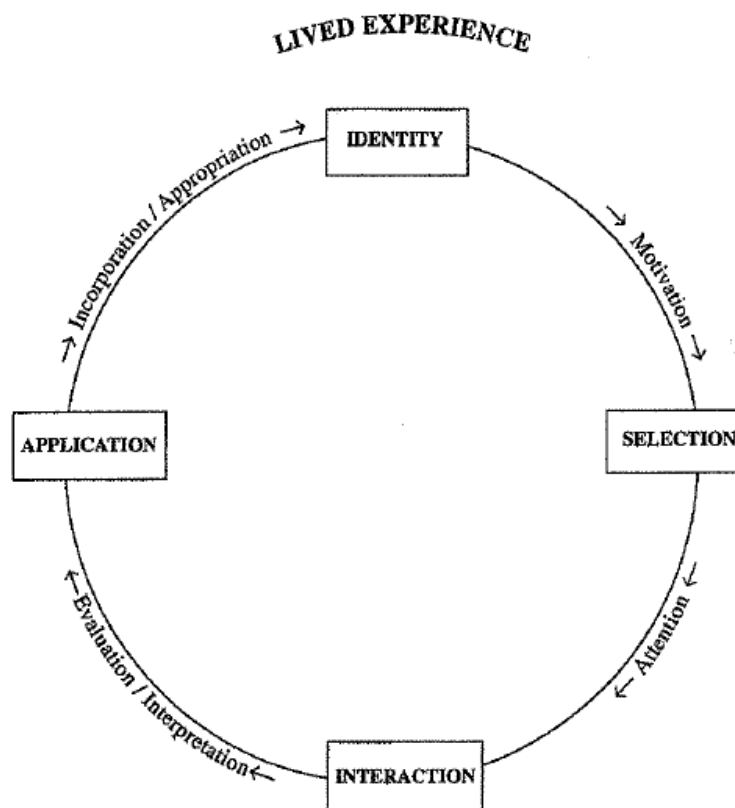 LIVED EXPERIENCE
IDENTITY
Motivation
SELECTION
Attention
INTERACTION
Evaluation / Interpretation
APPLICATION
Incorporation / Appropriation